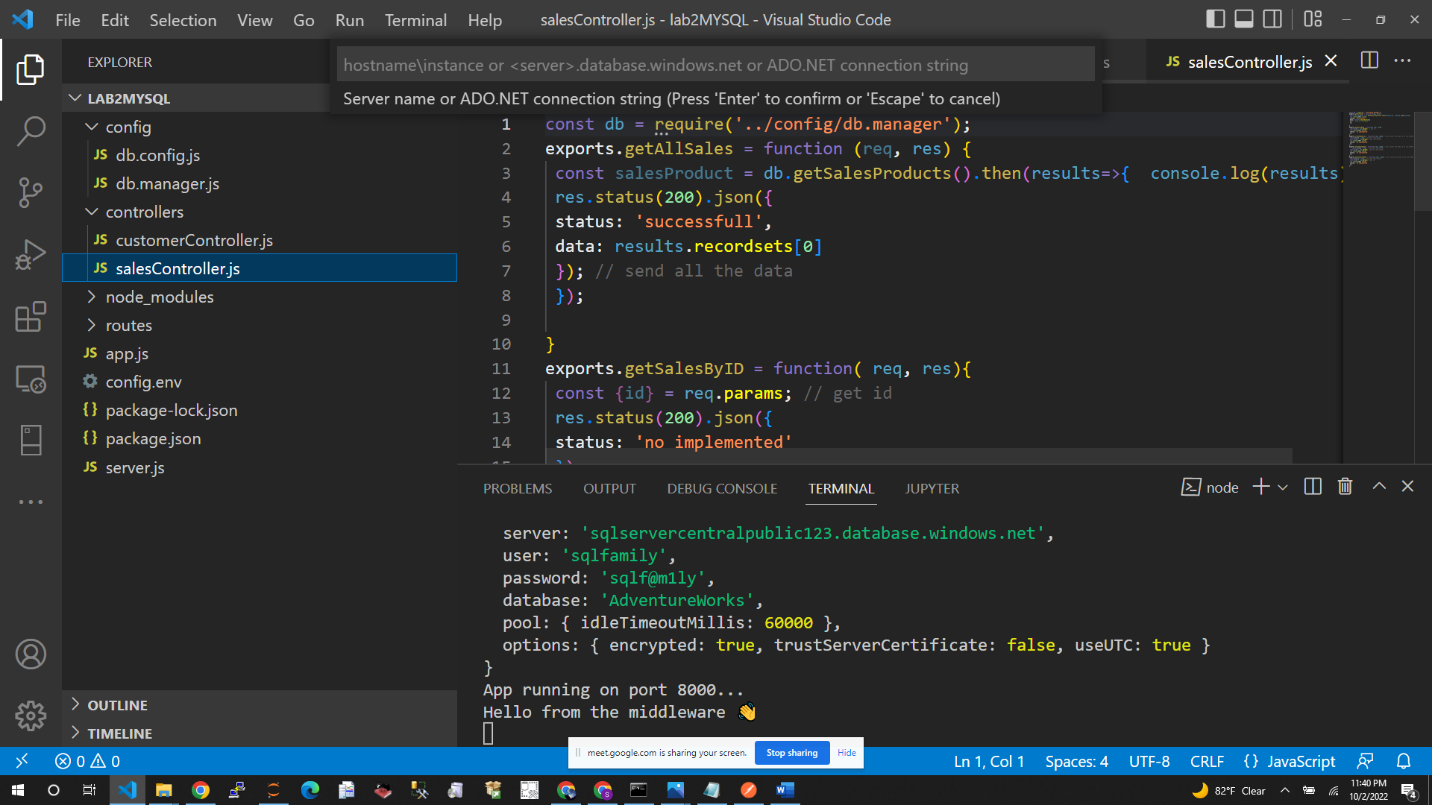 File Edit Selection View Go Run Terminal Help salesController.js - lab2MYSQL - Visual Studio Code
EXPLORER
hostname\instance or <server>.database.windows.net or ADO.NET connection string
Server name or ADO.NET connection string (Press 'Enter' to confirm or 'Escape' to cancel)
s
JS salesController.js
LAB2MYSQL
config
JS db.config.js
JS db.manager.js
controllers
JS customerController.js
JS salesController.js
node_modules
routes
JS app.js
config.env
{} package-lock.json
{} package.json
JS server.js
OUTLINE
TIMELINE
1 const db = require('../config/db.manager');
2 exports.getAllSales = function (req, res) {
3 const salesProduct = db.getSalesProducts().then(results=>{ console.log(results)
4 res.status(200).json({
5 status: 'successfull',
6 data: results.recordsets[0]
7 }); // send all the data
8 });
9
10 }
11 exports.getSalesByID = function( req, res){
12 const {id} = req.params; // get id
13 res.status(200).json({
14 status: 'no implemented'
15 })
PROBLEMS OUTPUT DEBUG CONSOLE TERMINAL JUPYTER
node
server: 'sqlservercentralpublic123.database.windows.net',
user: 'sqlfamily',
password: 'sqlf@m1ly',
database: 'AdventureWorks',
pool: { idleTimeoutMillis: 60000 },
options: { encrypted: true, trustServerCertificate: false, useUTC: true }
}
App running on port 8000...
Hello from the middleware 👋
meet.google.com is sharing your screen. Stop sharing Hide
0 0 Ln 1, Col 1 Spaces: 4 UTF-8 CRLF {} JavaScript
82°F Clear
11:40 PM
10/2/2022
4